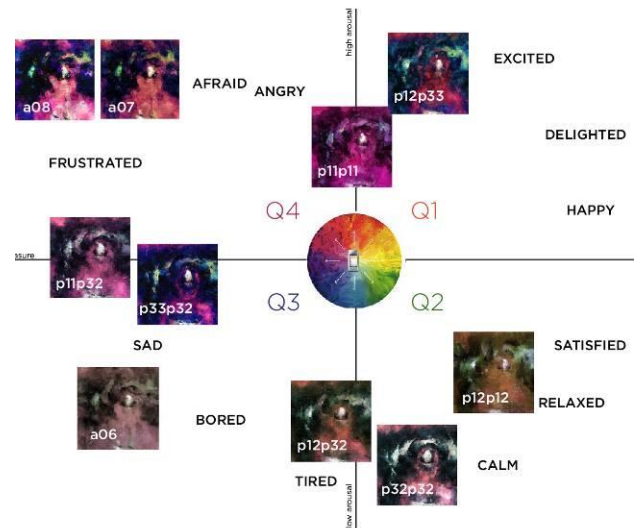 high arousal
EXCITED
AFRAID
ANGRY
a08
a07
p12p33
DELIGHTED
p11p11
FRUSTRATED
Q4
Q1
HAPPY
asure
p11p32
p33p32
Q3
Q2
SAD
SATISFIED
p12p12
RELAXED
a06
BORED
p12p32
p32p32
CALM
TIRED
low arousal